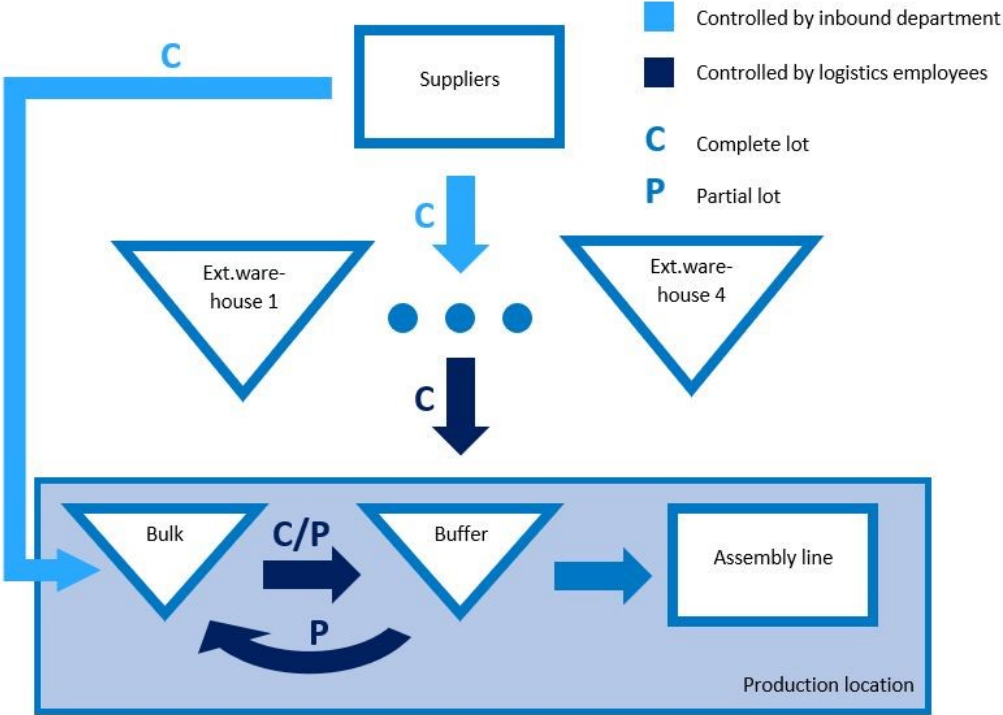 Controlled by inbound department
C
Suppliers
Controlled by logistics employees
C Complete lot
P Partial lot
C
Ext.ware-
house 1
Ext.ware-
house 4
C
Bulk
C/P
Buffer
Assembly line
P
Production location